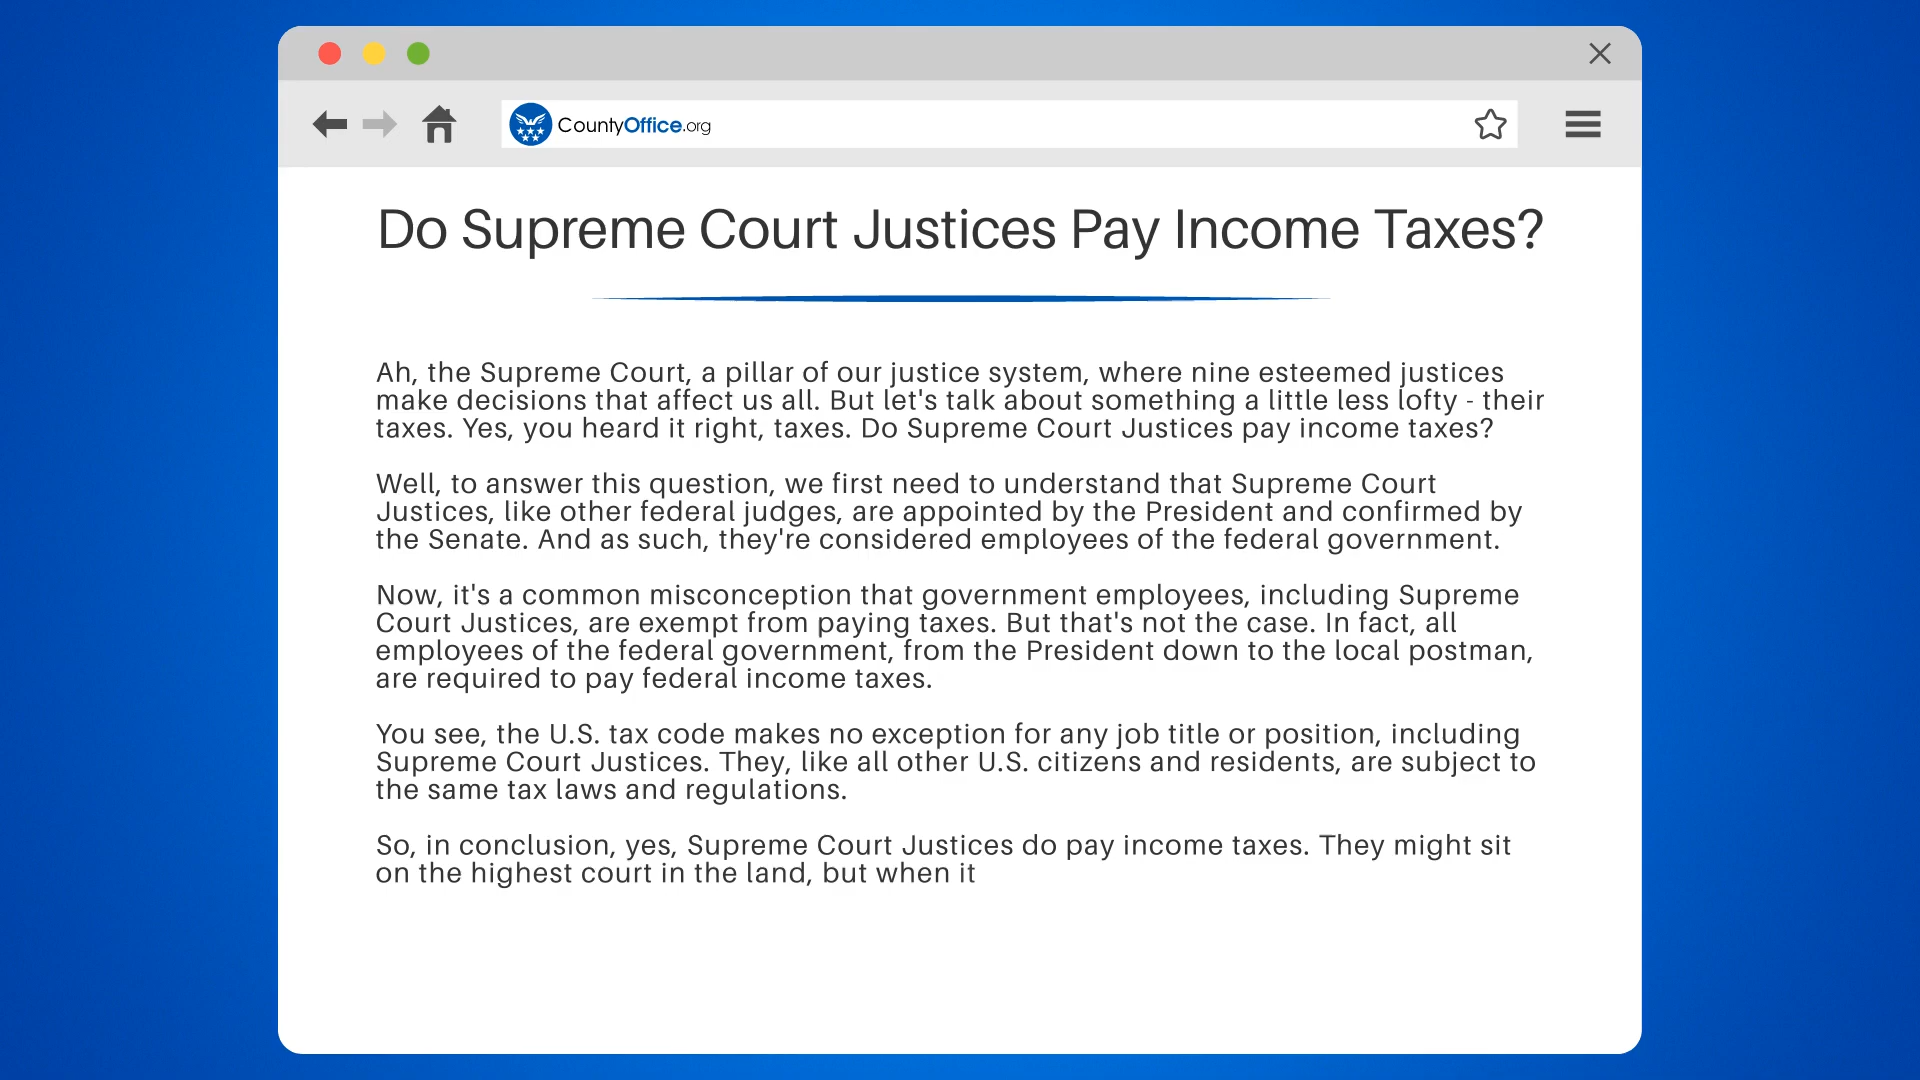 CountyOffice.org
Do Supreme Court Justices Pay Income Taxes?
Ah, the Supreme Court, a pillar of our justice system, where nine esteemed justices
make decisions that affect us all. But let's talk about something a little less lofty - their
taxes. Yes, you heard it right, taxes. Do Supreme Court Justices pay income taxes?
Well, to answer this question, we first need to understand that Supreme Court
Justices, like other federal judges, are appointed by the President and confirmed by
the Senate. And as such, they're considered employees of the federal government.
Now, it's a common misconception that government employees, including Supreme
Court Justices, are exempt from paying taxes. But that's not the case. In fact, all
employees of the federal government, from the President down to the local postman,
are required to pay federal income taxes.
You see, the U.S. tax code makes no exception for any job title or position, including
Supreme Court Justices. They, like all other U.S. citizens and residents, are subject to
the same tax laws and regulations.
So, in conclusion, yes, Supreme Court Justices do pay income taxes. They might sit
on the highest court in the land, but when it